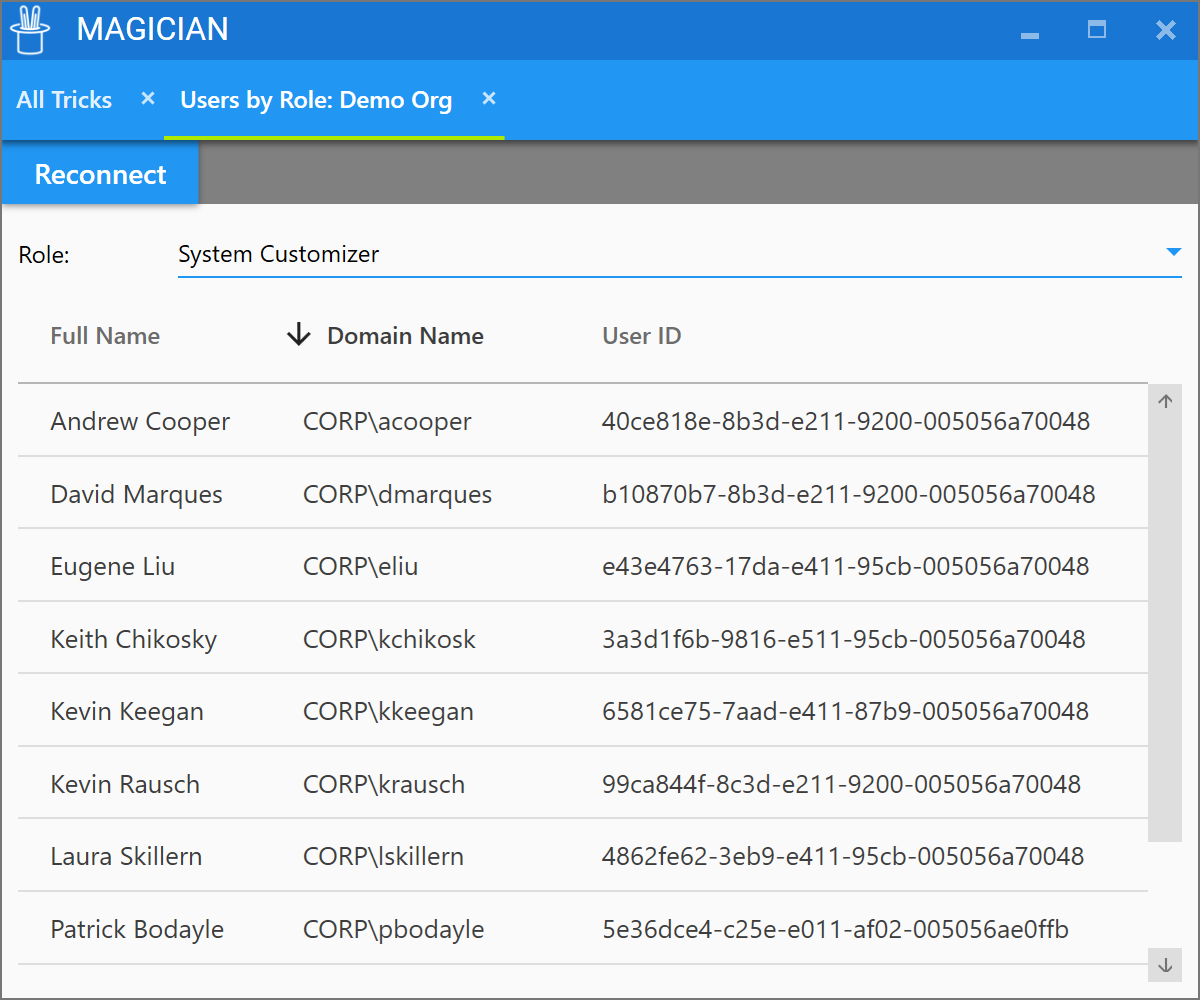 MAGICIAN
All Tricks × Users by Role: Demo Org ×
Reconnect
Role: System Customizer
Full Name Domain Name User ID
Andrew Cooper CORP\acooper 40ce818e-8b3d-e211-9200-005056a70048
David Marques CORP\dmarques b10870b7-8b3d-e211-9200-005056a70048
Eugene Liu CORP\eliu e43e4763-17da-e411-95cb-005056a70048
Keith Chikosky CORP\kchikosk 3a3d1f6b-9816-e511-95cb-005056a70048
Kevin Keegan CORP\kkeegan 6581ce75-7aad-e411-87b9-005056a70048
Kevin Rausch CORP\krausch 99ca844f-8c3d-e211-9200-005056a70048
Laura Skillern CORP\lskillern 4862fe62-3eb9-e411-95cb-005056a70048
Patrick Bodayle CORP\pbodayle 5e36dce4-c25e-e011-af02-005056ae0ffb